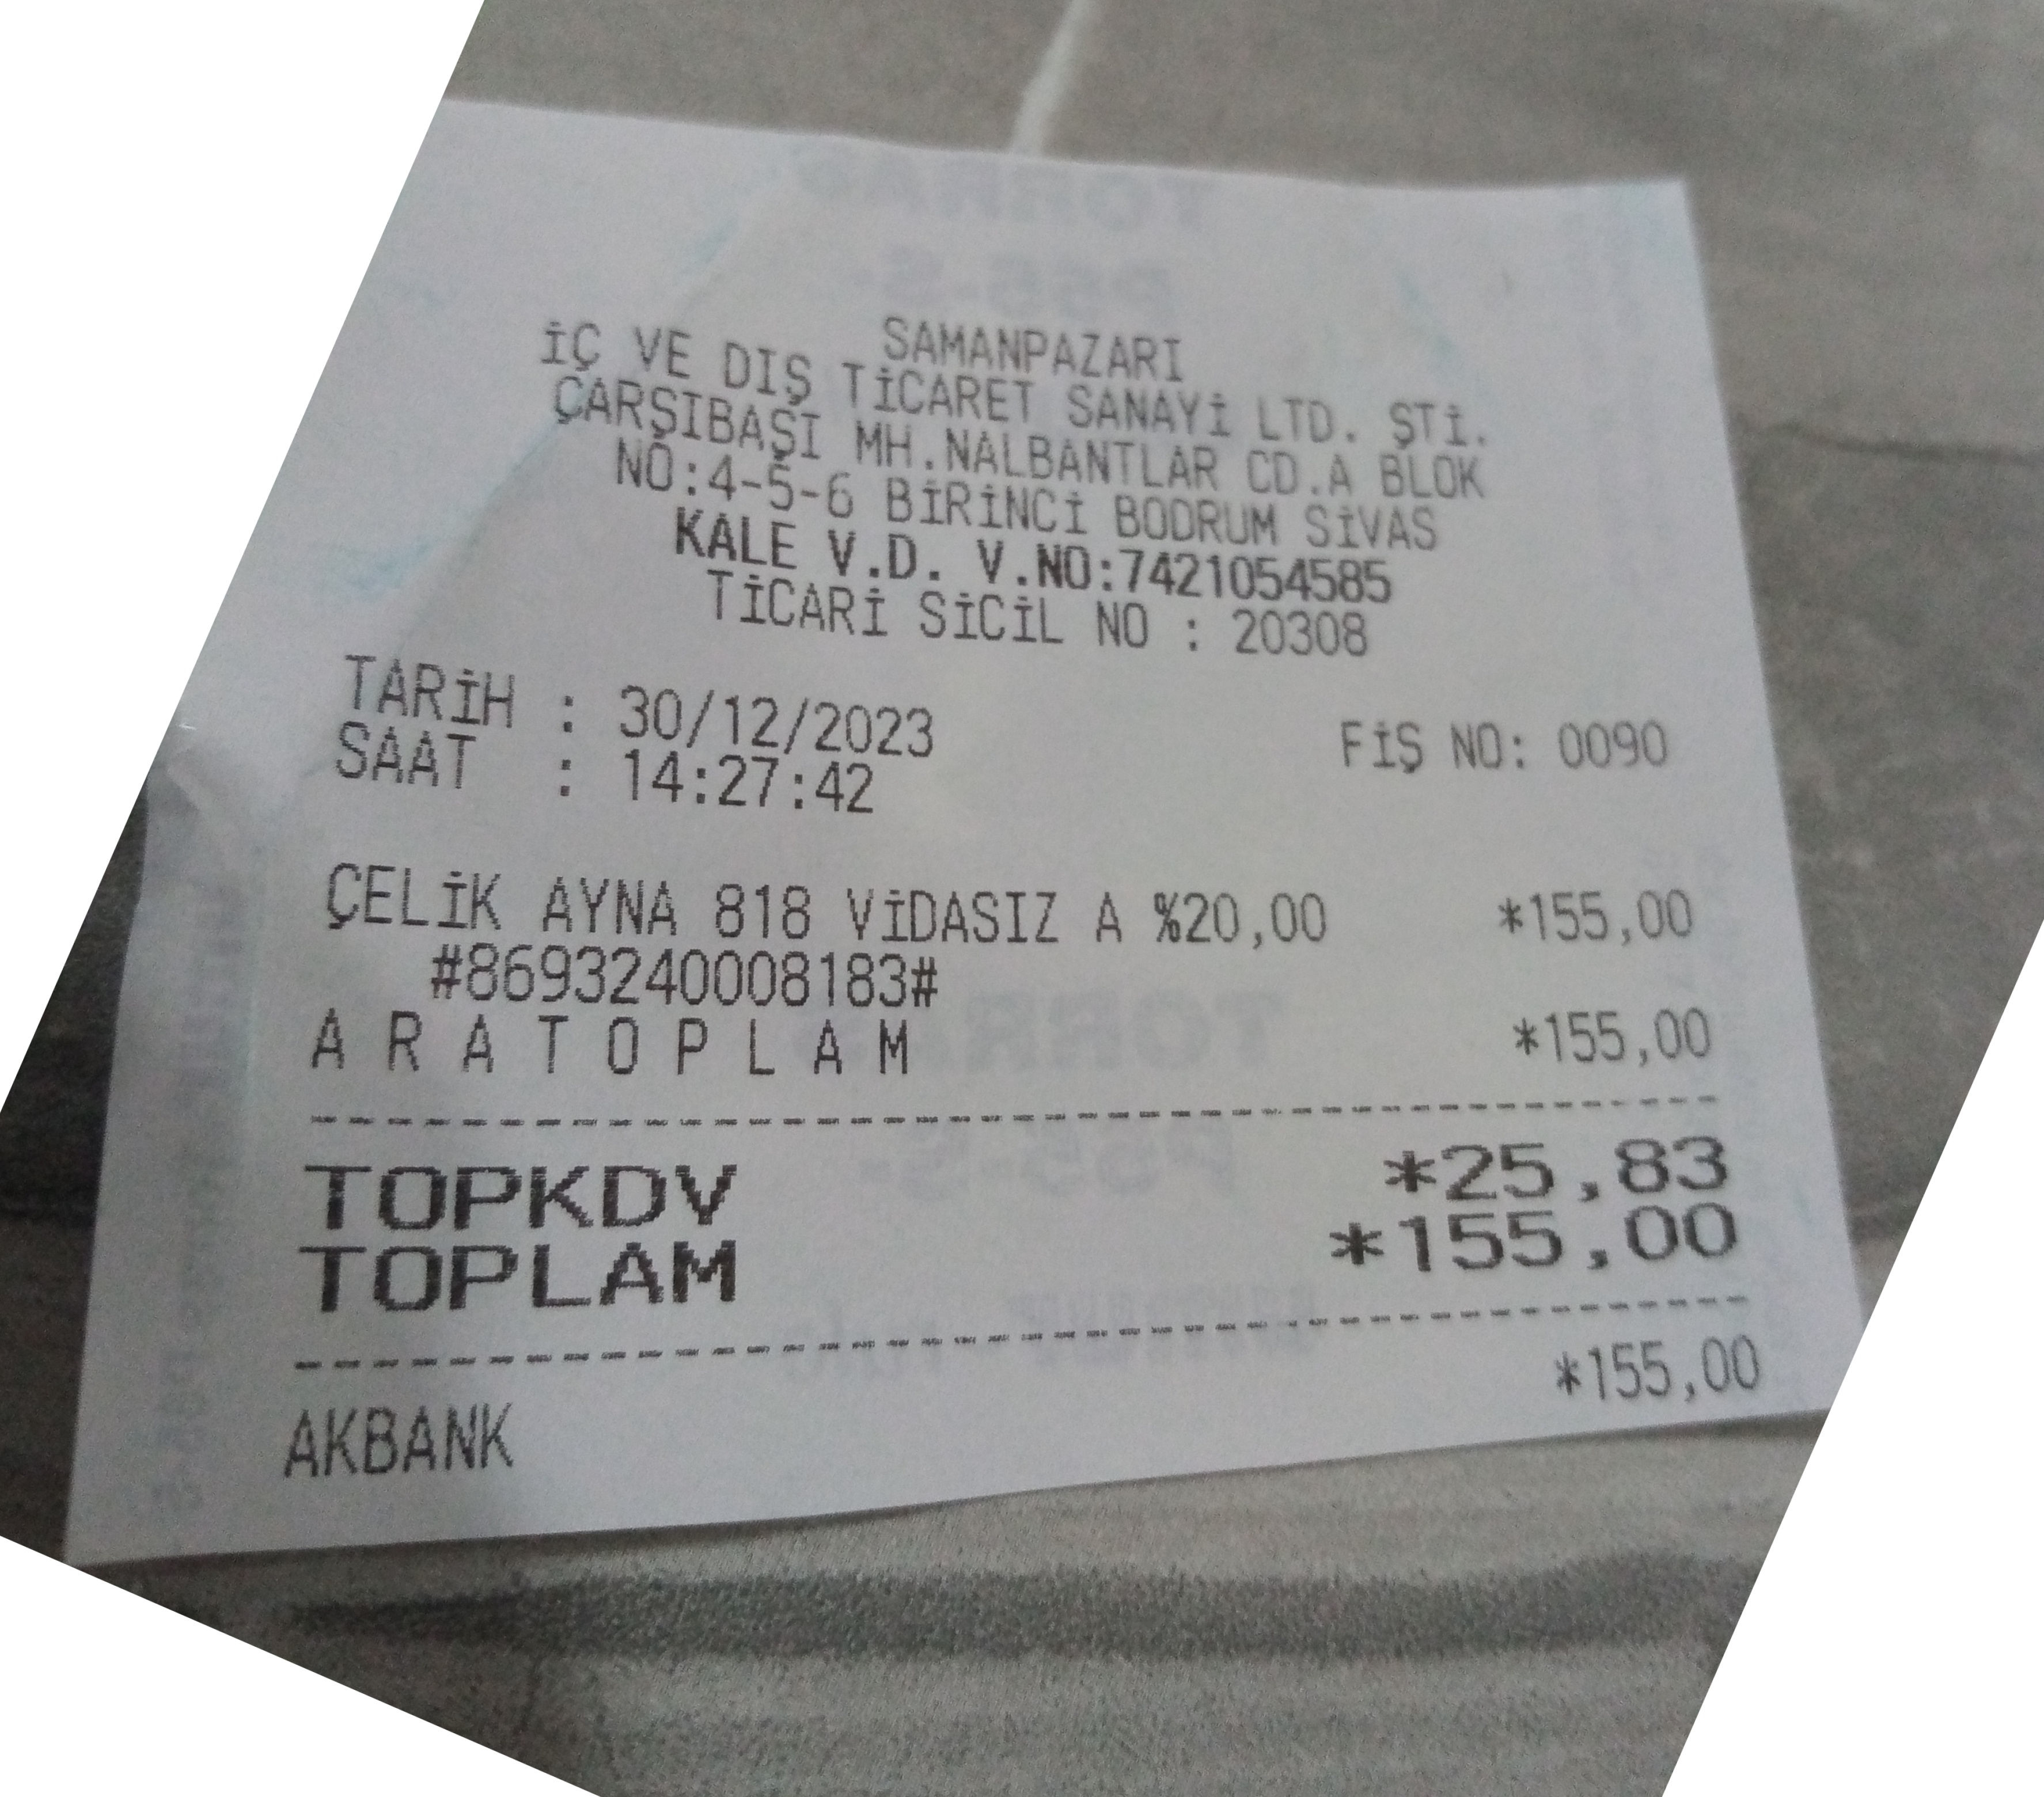 SAMANPAZARI
İÇ VE DIŞ TİCARET SANAYİ LTD. ŞTİ.
ÇARŞIBAŞI MH.NALBANTLAR CD.A BLOK
NO:4-5-6 BİRİNCİ BODRUM SİVAS
KALE V.D. V.NO:7421054585
TİCARİ SİCİL NO : 20308
TARİH : 30/12/2023 FİŞ NO: 0090
SAAT : 14:27:42
ÇELİK AYNA 818 VİDASIZ A %20,00 *155,00
#8693240008183#
A R A T O P L A M *155,00
TOPKDV *25,83
TOPLAM *155,00
AKBANK *155,00